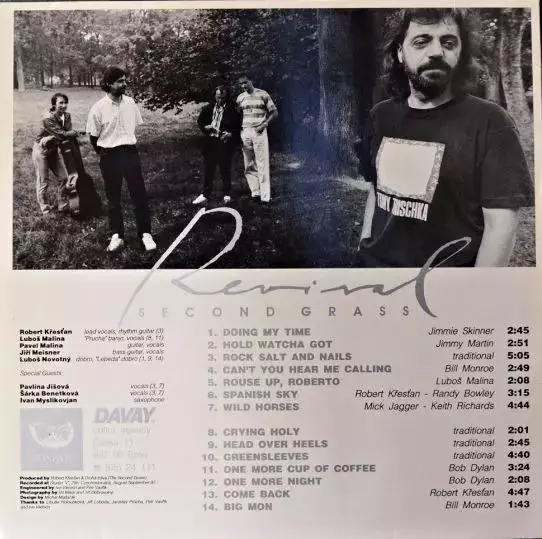 TONY TRISCHKA
Revival
SECOND GRASS
Robert Křesťan lead vocals, rhythm guitar (3)
Luboš Malina "Prucha" banjo, vocals (8, 11)
Pavel Malina guitar, vocals
Jiří Meisner bass guitar, vocals
Luboš Novotný dobro, "Lebeda" dobro (1, 9, 14)
Special Guests:
Pavlína Jíšová vocals (3, 7)
Šárka Benetková vocals (3, 7)
Ivan Myslikovjan saxophone
DAVAY.
1. DOING MY TIME Jimmie Skinner 2:45
2. HOLD WATCHA GOT Jimmy Martin 2:51
3. ROCK SALT AND NAILS traditional 5:05
4. CAN'T YOU HEAR ME CALLING Bill Monroe 2:49
5. ROUSE UP, ROBERTO Luboš Malina 2:08
6. SPANISH SKY Robert Křesťan - Randy Bowley 3:15
7. WILD HORSES Mick Jagger - Keith Richards 4:44
8. CRYING HOLY traditional 2:01
9. HEAD OVER HEELS traditional 2:45
10. GREENSLEEVES traditional 4:40
11. ONE MORE CUP OF COFFEE Bob Dylan 3:24
12. ONE MORE NIGHT Bob Dylan 2:08
13. COME BACK Robert Křesťan 4:47
14. BIG MON Bill Monroe 1:43